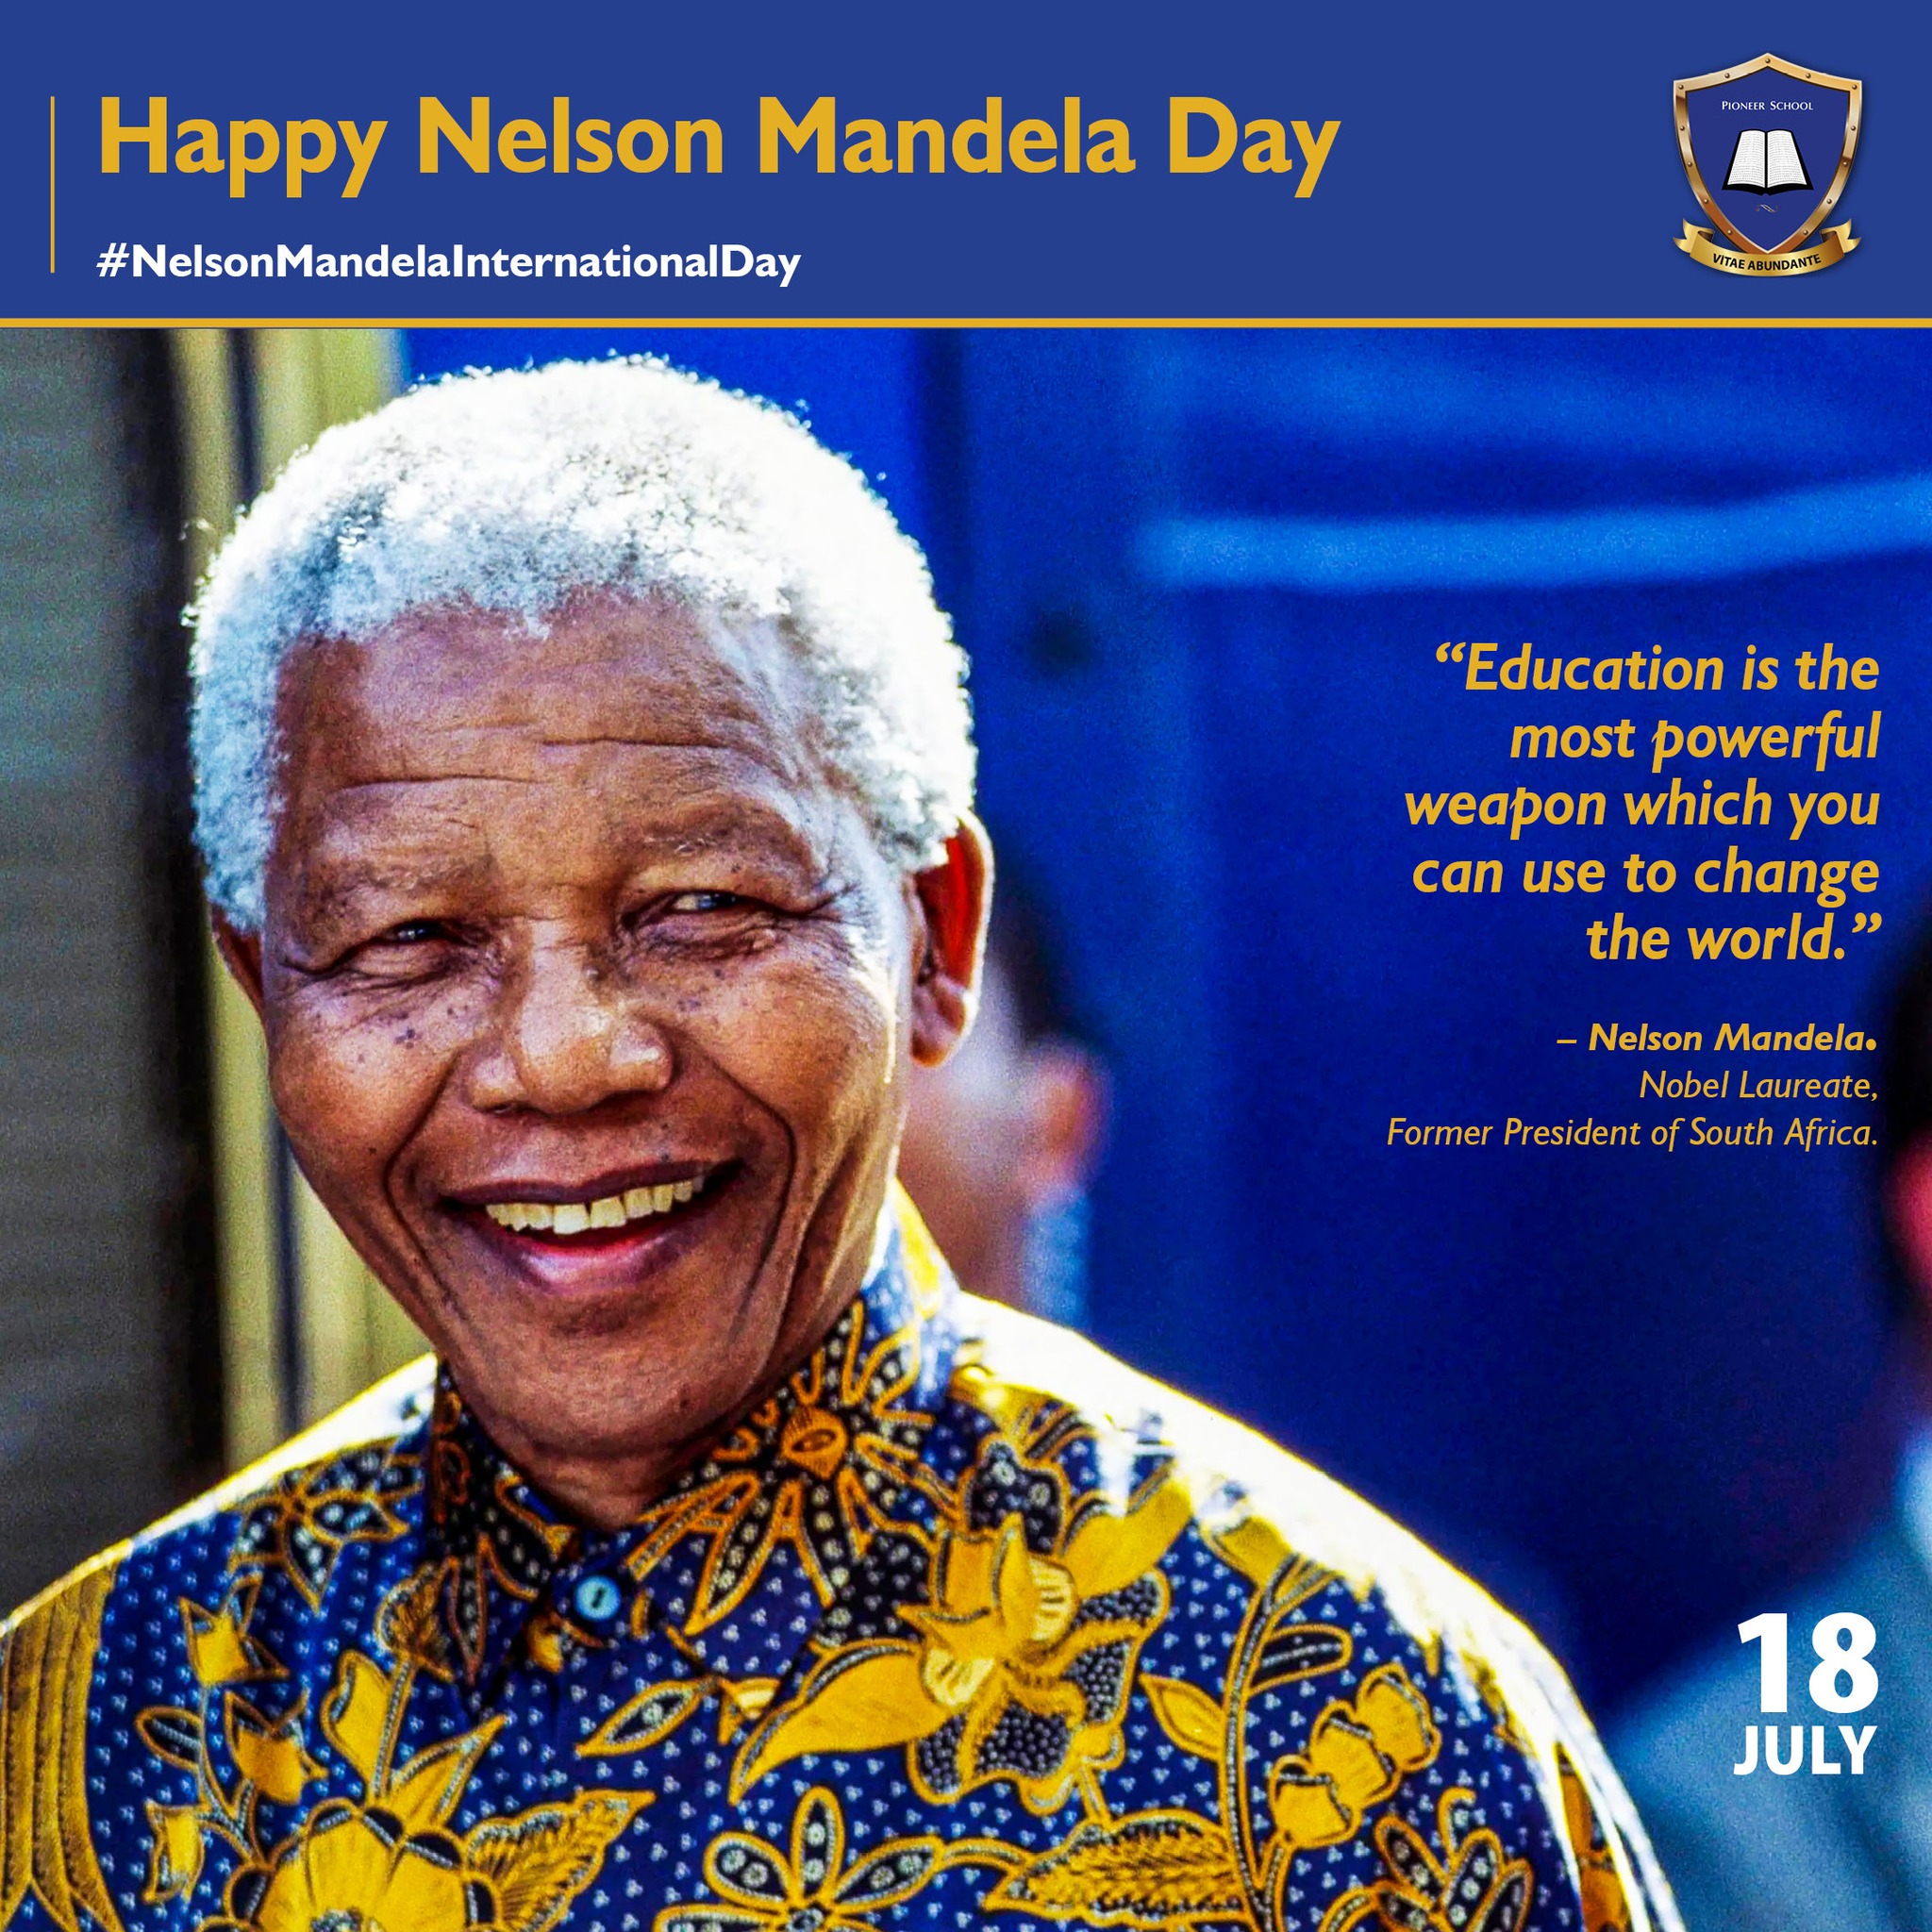 Happy Nelson Mandela Day
#NelsonMandelaInternationalDay
PIONEER SCHOOL
VITAE ABUNDANTE
“Education is the
most powerful
weapon which you
can use to change
the world.”
– Nelson Mandela.
Nobel Laureate,
Former President of South Africa.
18
JULY